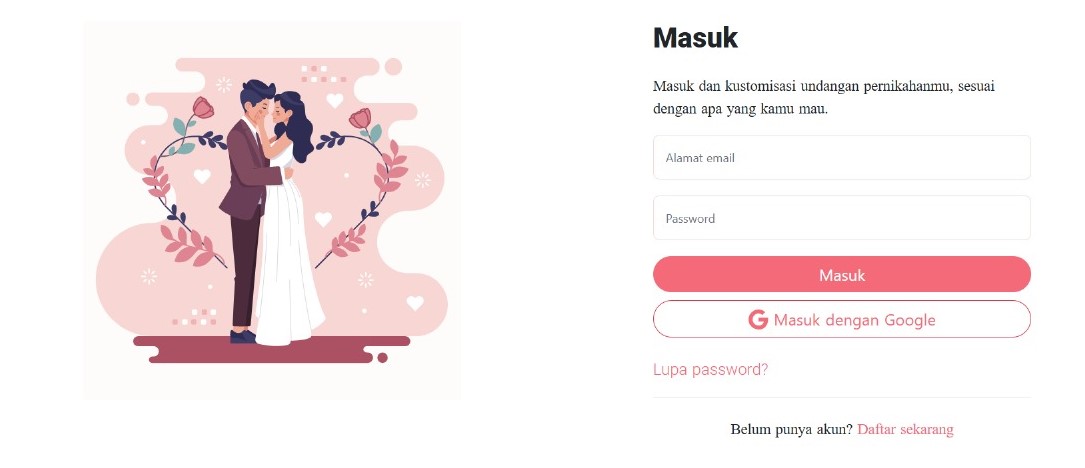 Masuk
Masuk dan kustomisasi undangan pernikahanmu, sesuai
dengan apa yang kamu mau.
Alamat email
Password
Masuk
Masuk dengan Google
Lupa password?
Belum punya akun? Daftar sekarang